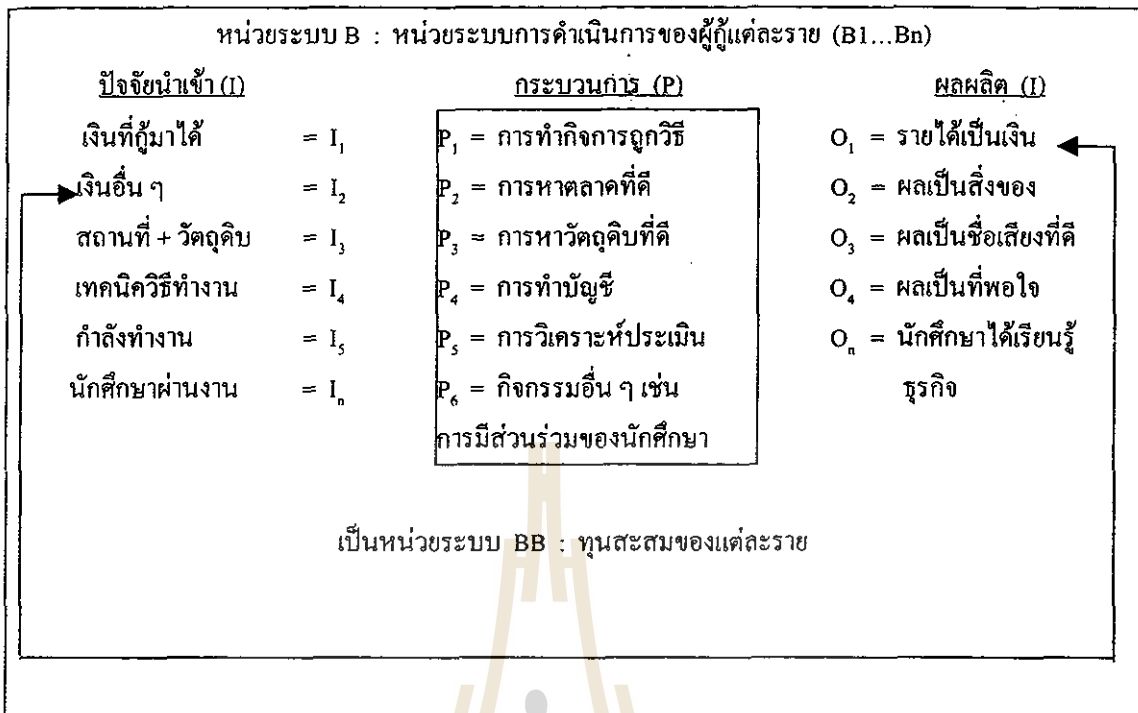 หน่วยระบบ B : หน่วยระบบการดำเนินการของผู้กู้แต่ละราย (B1...Bn)
ปัจจัยนำเข้า (I) กระบวนการ (P) ผลผลิต (I)
เงินที่กู้มาได้ = I₁ P₁ = การทำกิจการถูกวิธี O₁ = รายได้เป็นเงิน
เงินอื่น ๆ = I₂ P₂ = การหาตลาดที่ดี O₂ = ผลเป็นสิ่งของ
สถานที่ + วัตถุดิบ = I₃ P₃ = การหาวัตถุดิบที่ดี O₃ = ผลเป็นชื่อเสียงที่ดี
เทคนิควิธีทำงาน = I₄ P₄ = การทำบัญชี O₄ = ผลเป็นที่พอใจ
กำลังทำงาน = I₅ P₅ = การวิเคราะห์ประเมิน Oₙ = นักศึกษาได้เรียนรู้
นักศึกษาผ่านงาน = Iₙ P₆ = กิจกรรมอื่น ๆ เช่น ธุรกิจ
การมีส่วนร่วมของนักศึกษา
เป็นหน่วยระบบ BB : ทุนสะสมของแต่ละราย